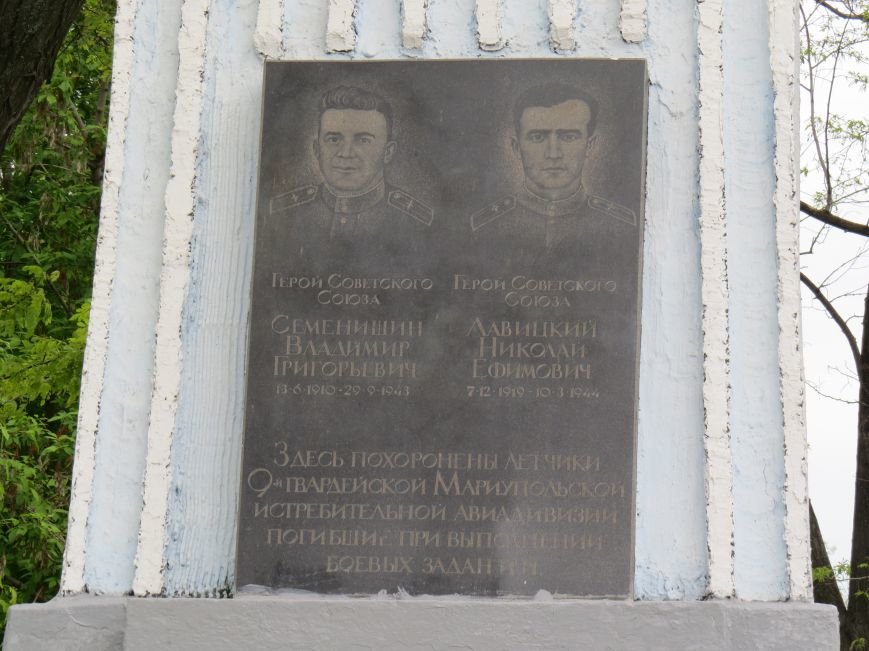 Герой Советского
Союза
Семенишин
Владимир
Григорьевич
13·6·1910-29·9·1943
Герой Советского
Союза
Лавицкий
Николай
Ефимович
7·12·1919-10·3·1944
Здесь похоронены летчики
9-й гвардейской Мариупольской
истребительной авиадивизии
погибшие при выполнении
боевых заданий